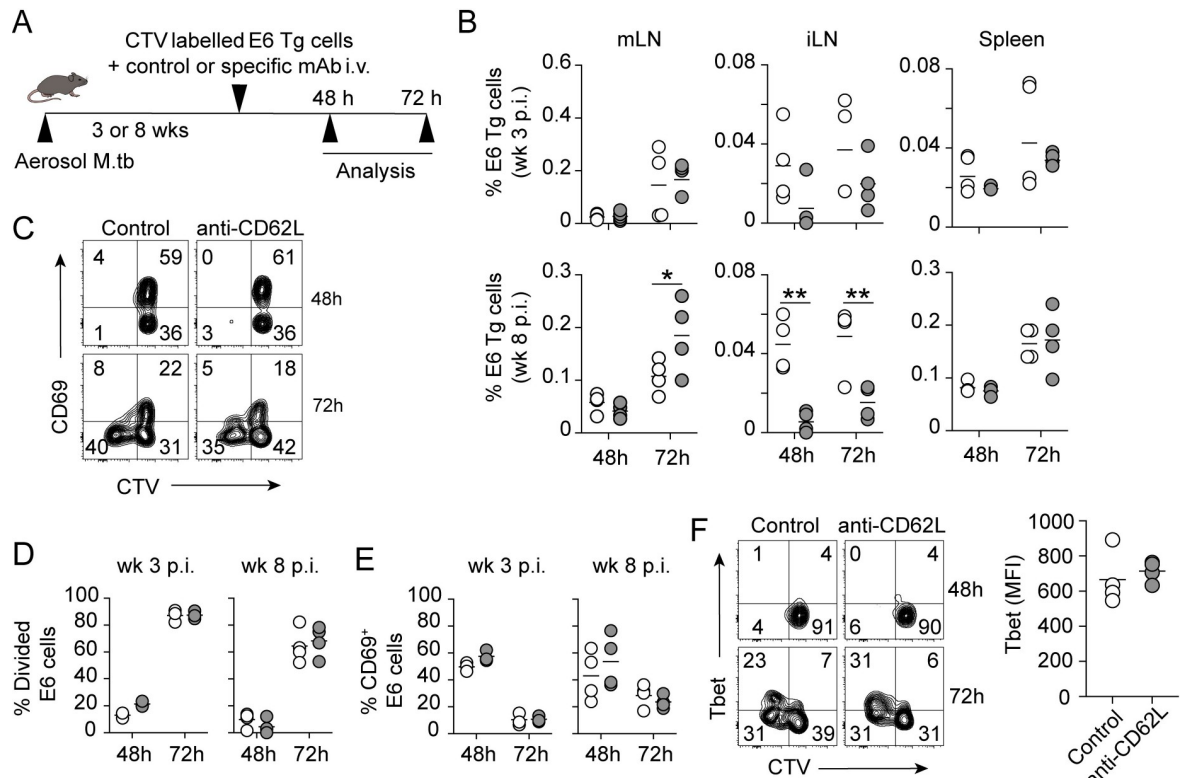 A
CTV labelled E6 Tg cells
+ control or specific mAb i.v.
48 h
72 h
3 or 8 wks
Aerosol M.tb
Analysis
B
mLN
iLN
Spleen
% E6 Tg cells
(wk 3 p.i.)
0.6
0.4
0.2
0
0.08
0.04
0
0.08
0.04
0
% E6 Tg cells
(wk 8 p.i.)
0.3
0.2
0.1
0
*
0.08
0.04
0
**
**
0.3
0.2
0.1
0
48h
72h
48h
72h
48h
72h
C
Control
anti-CD62L
4
59
0
61
48h
1
36
3
36
8
22
5
18
72h
40
31
35
42
CD69
CTV
D
wk 3 p.i.
wk 8 p.i.
% Divided
E6 cells
100
80
60
40
20
0
48h
72h
48h
72h
E
wk 3 p.i.
wk 8 p.i.
% CD69+
E6 cells
100
80
60
40
20
0
48h
72h
48h
72h
F
Control
anti-CD62L
1
4
0
4
48h
4
91
6
90
23
7
31
6
72h
31
39
31
31
Tbet
CTV
Tbet (MFI)
1000
800
600
400
200
0
Control
anti-CD62L